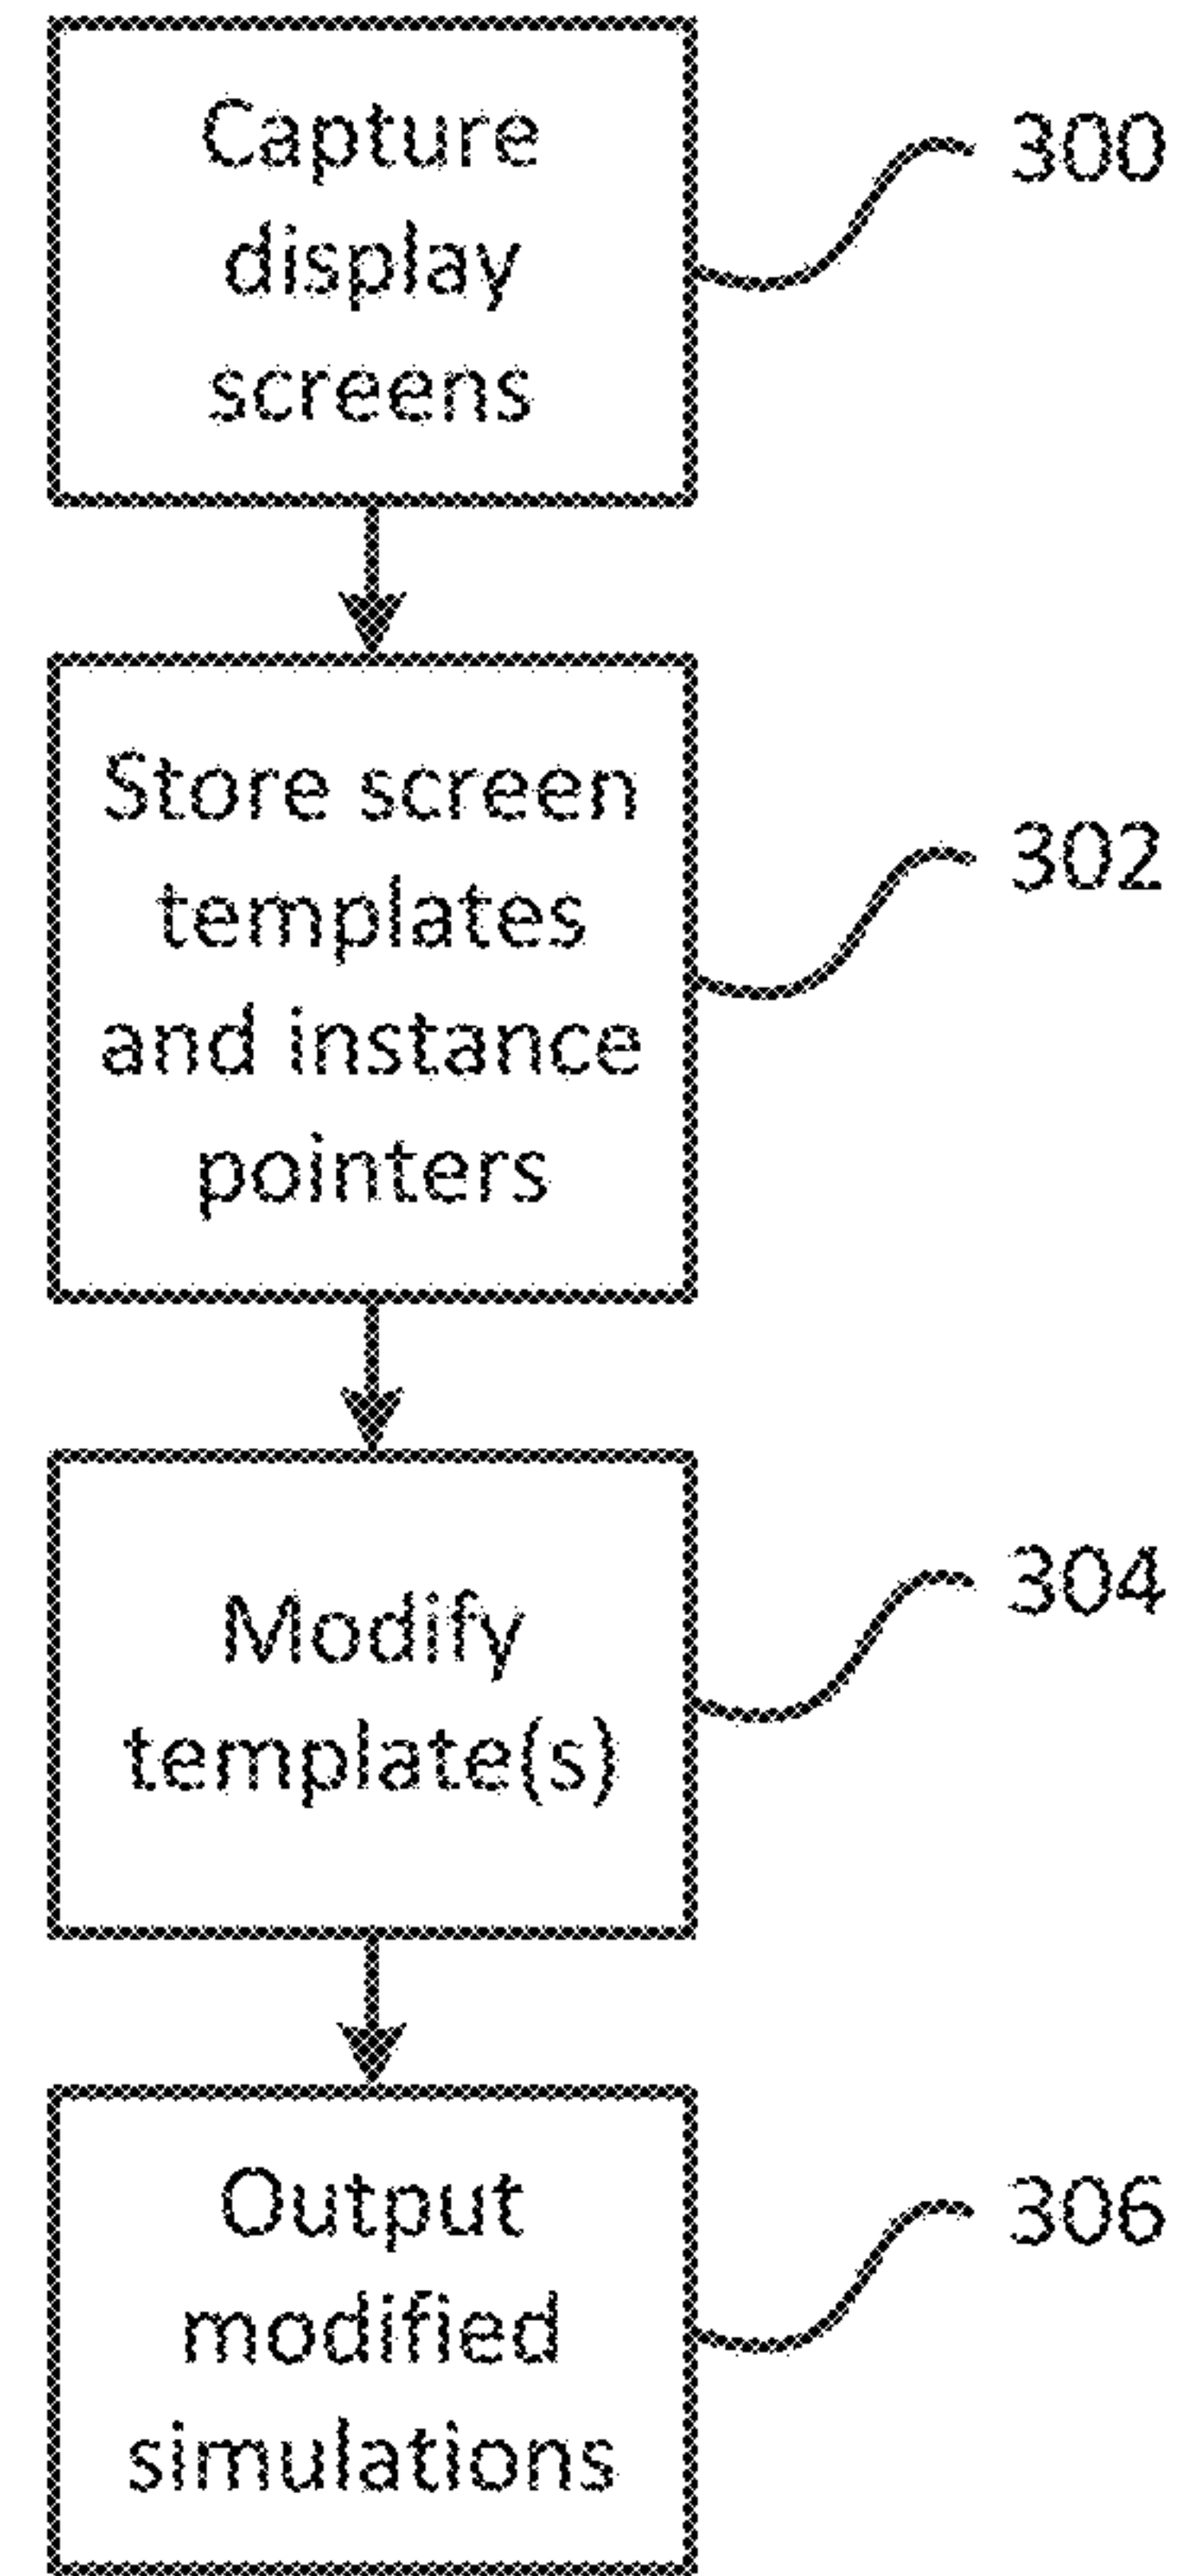 Capture
display
screens
300
Store screen
templates
and instance
pointers
302
Modify
template(s)
304
Output
modified
simulations
306